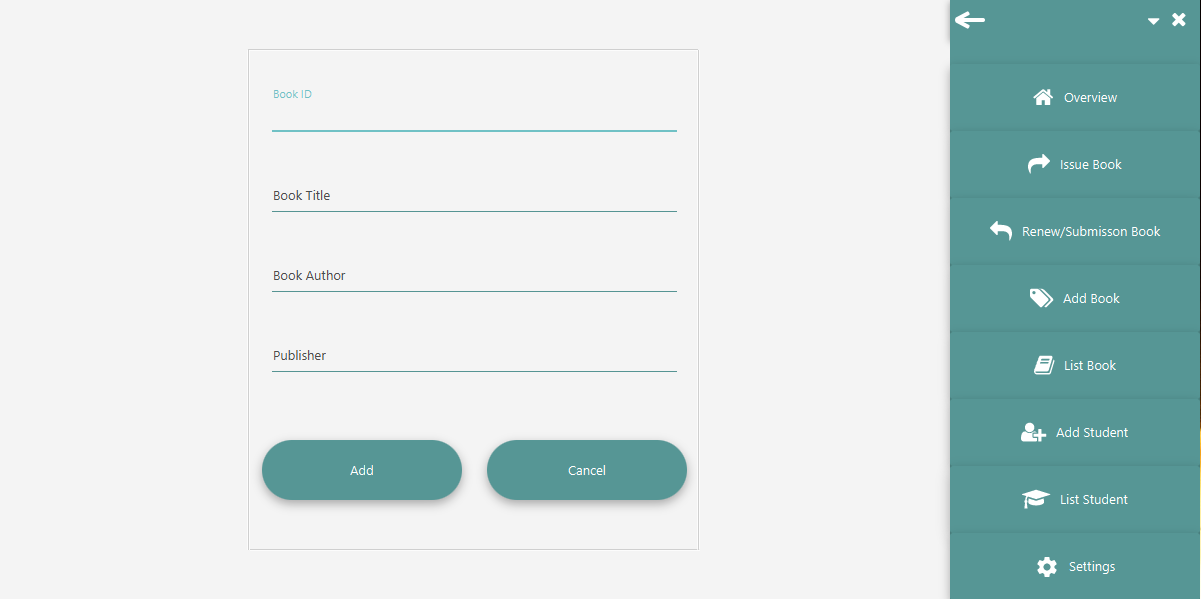 Book ID
Book Title
Book Author
Publisher
Add
Cancel
Overview
Issue Book
Renew/Submisson Book
Add Book
List Book
Add Student
List Student
Settings